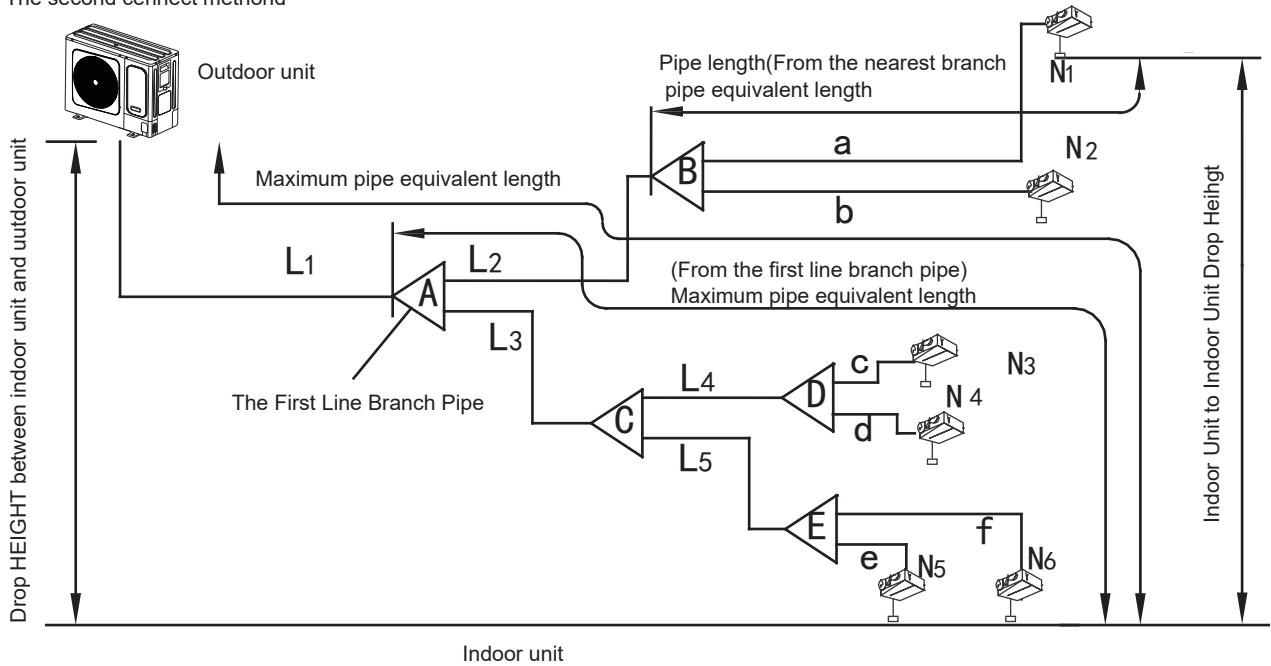 The second connect methond
Outdoor unit
Pipe length(From the nearest branch
pipe equivalent length
N1
a
N2
B
Maximum pipe equivalent length
b
L1
L2
A
(From the first line branch pipe)
Maximum pipe equivalent length
L3
The First Line Branch Pipe
L4
c
N3
D
N 4
C
d
L5
E
f
e
N5
N6
Drop HEIGHT between indoor unit and uutdoor unit
Indoor Unit to Indoor Unit Drop Heihgt
Indoor unit